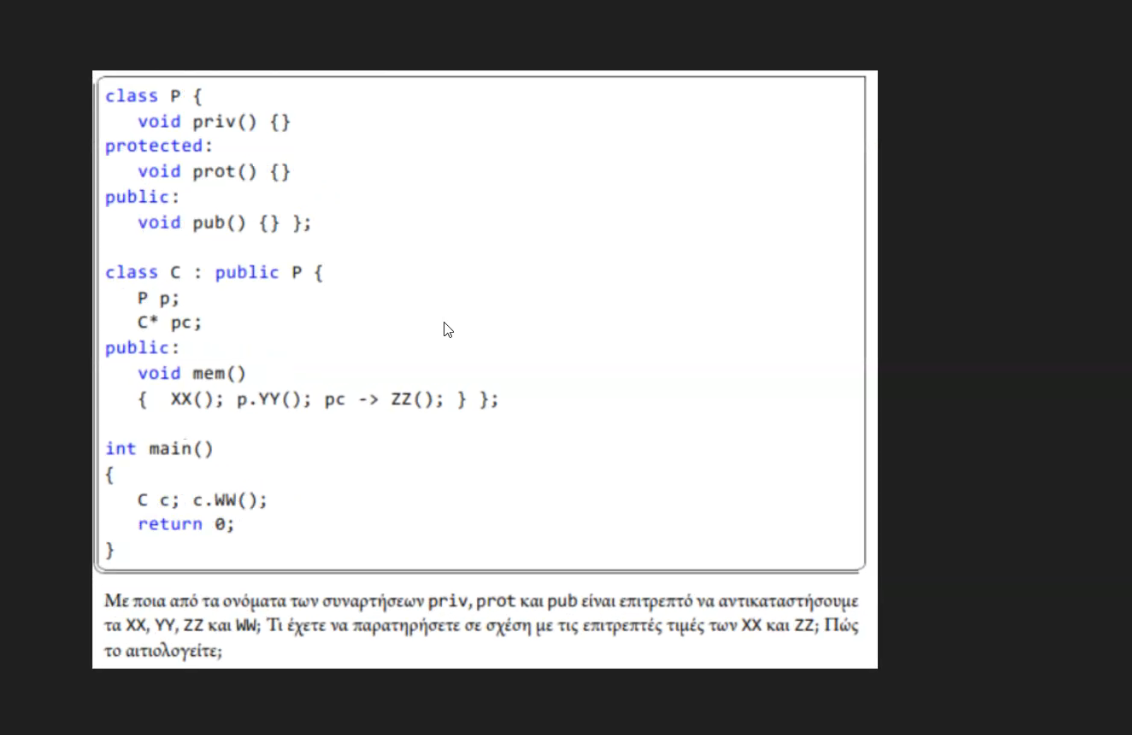 class P {
void priv() {}
protected:
void prot() {}
public:
void pub() {} };
class C : public P {
P p;
C* pc;
public:
void mem()
{ XX(); p.YY(); pc -> ZZ(); } };
int main()
{
C c; c.WW();
return 0;
}
Με ποια από τα ονόματα των συναρτήσεων priv, prot και pub είναι επιτρεπτό να αντικαταστήσουμε
τα XX, YY, ZZ και WW; Τι έχετε να παρατηρήσετε σε σχέση με τις επιτρεπτές τιμές των XX και ZZ; Πώς
το αιτιολογείτε;